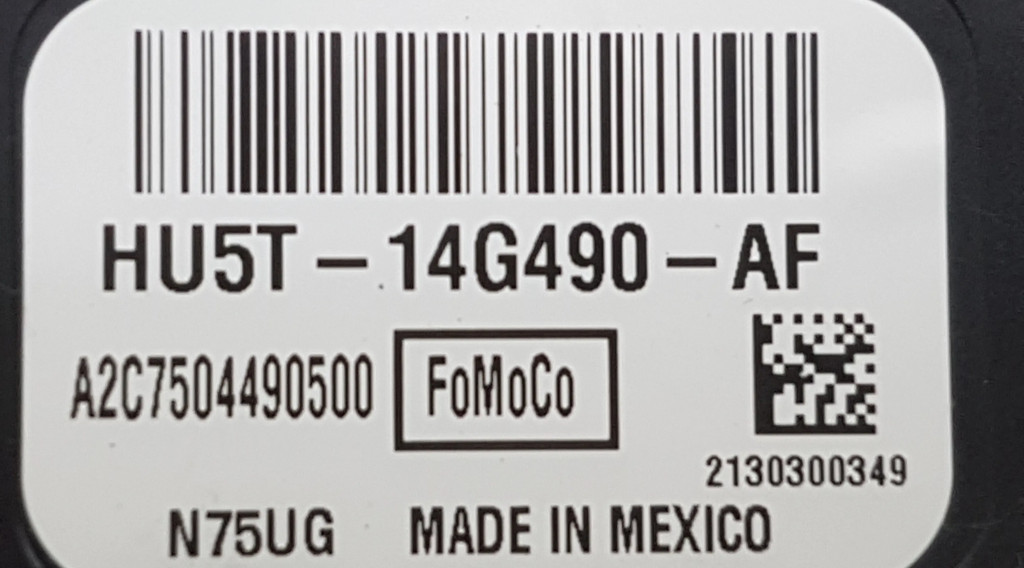 HU5T-14G490-AF
A2C7504490500 FoMoCo
2130300349
N75UG MADE IN MEXICO